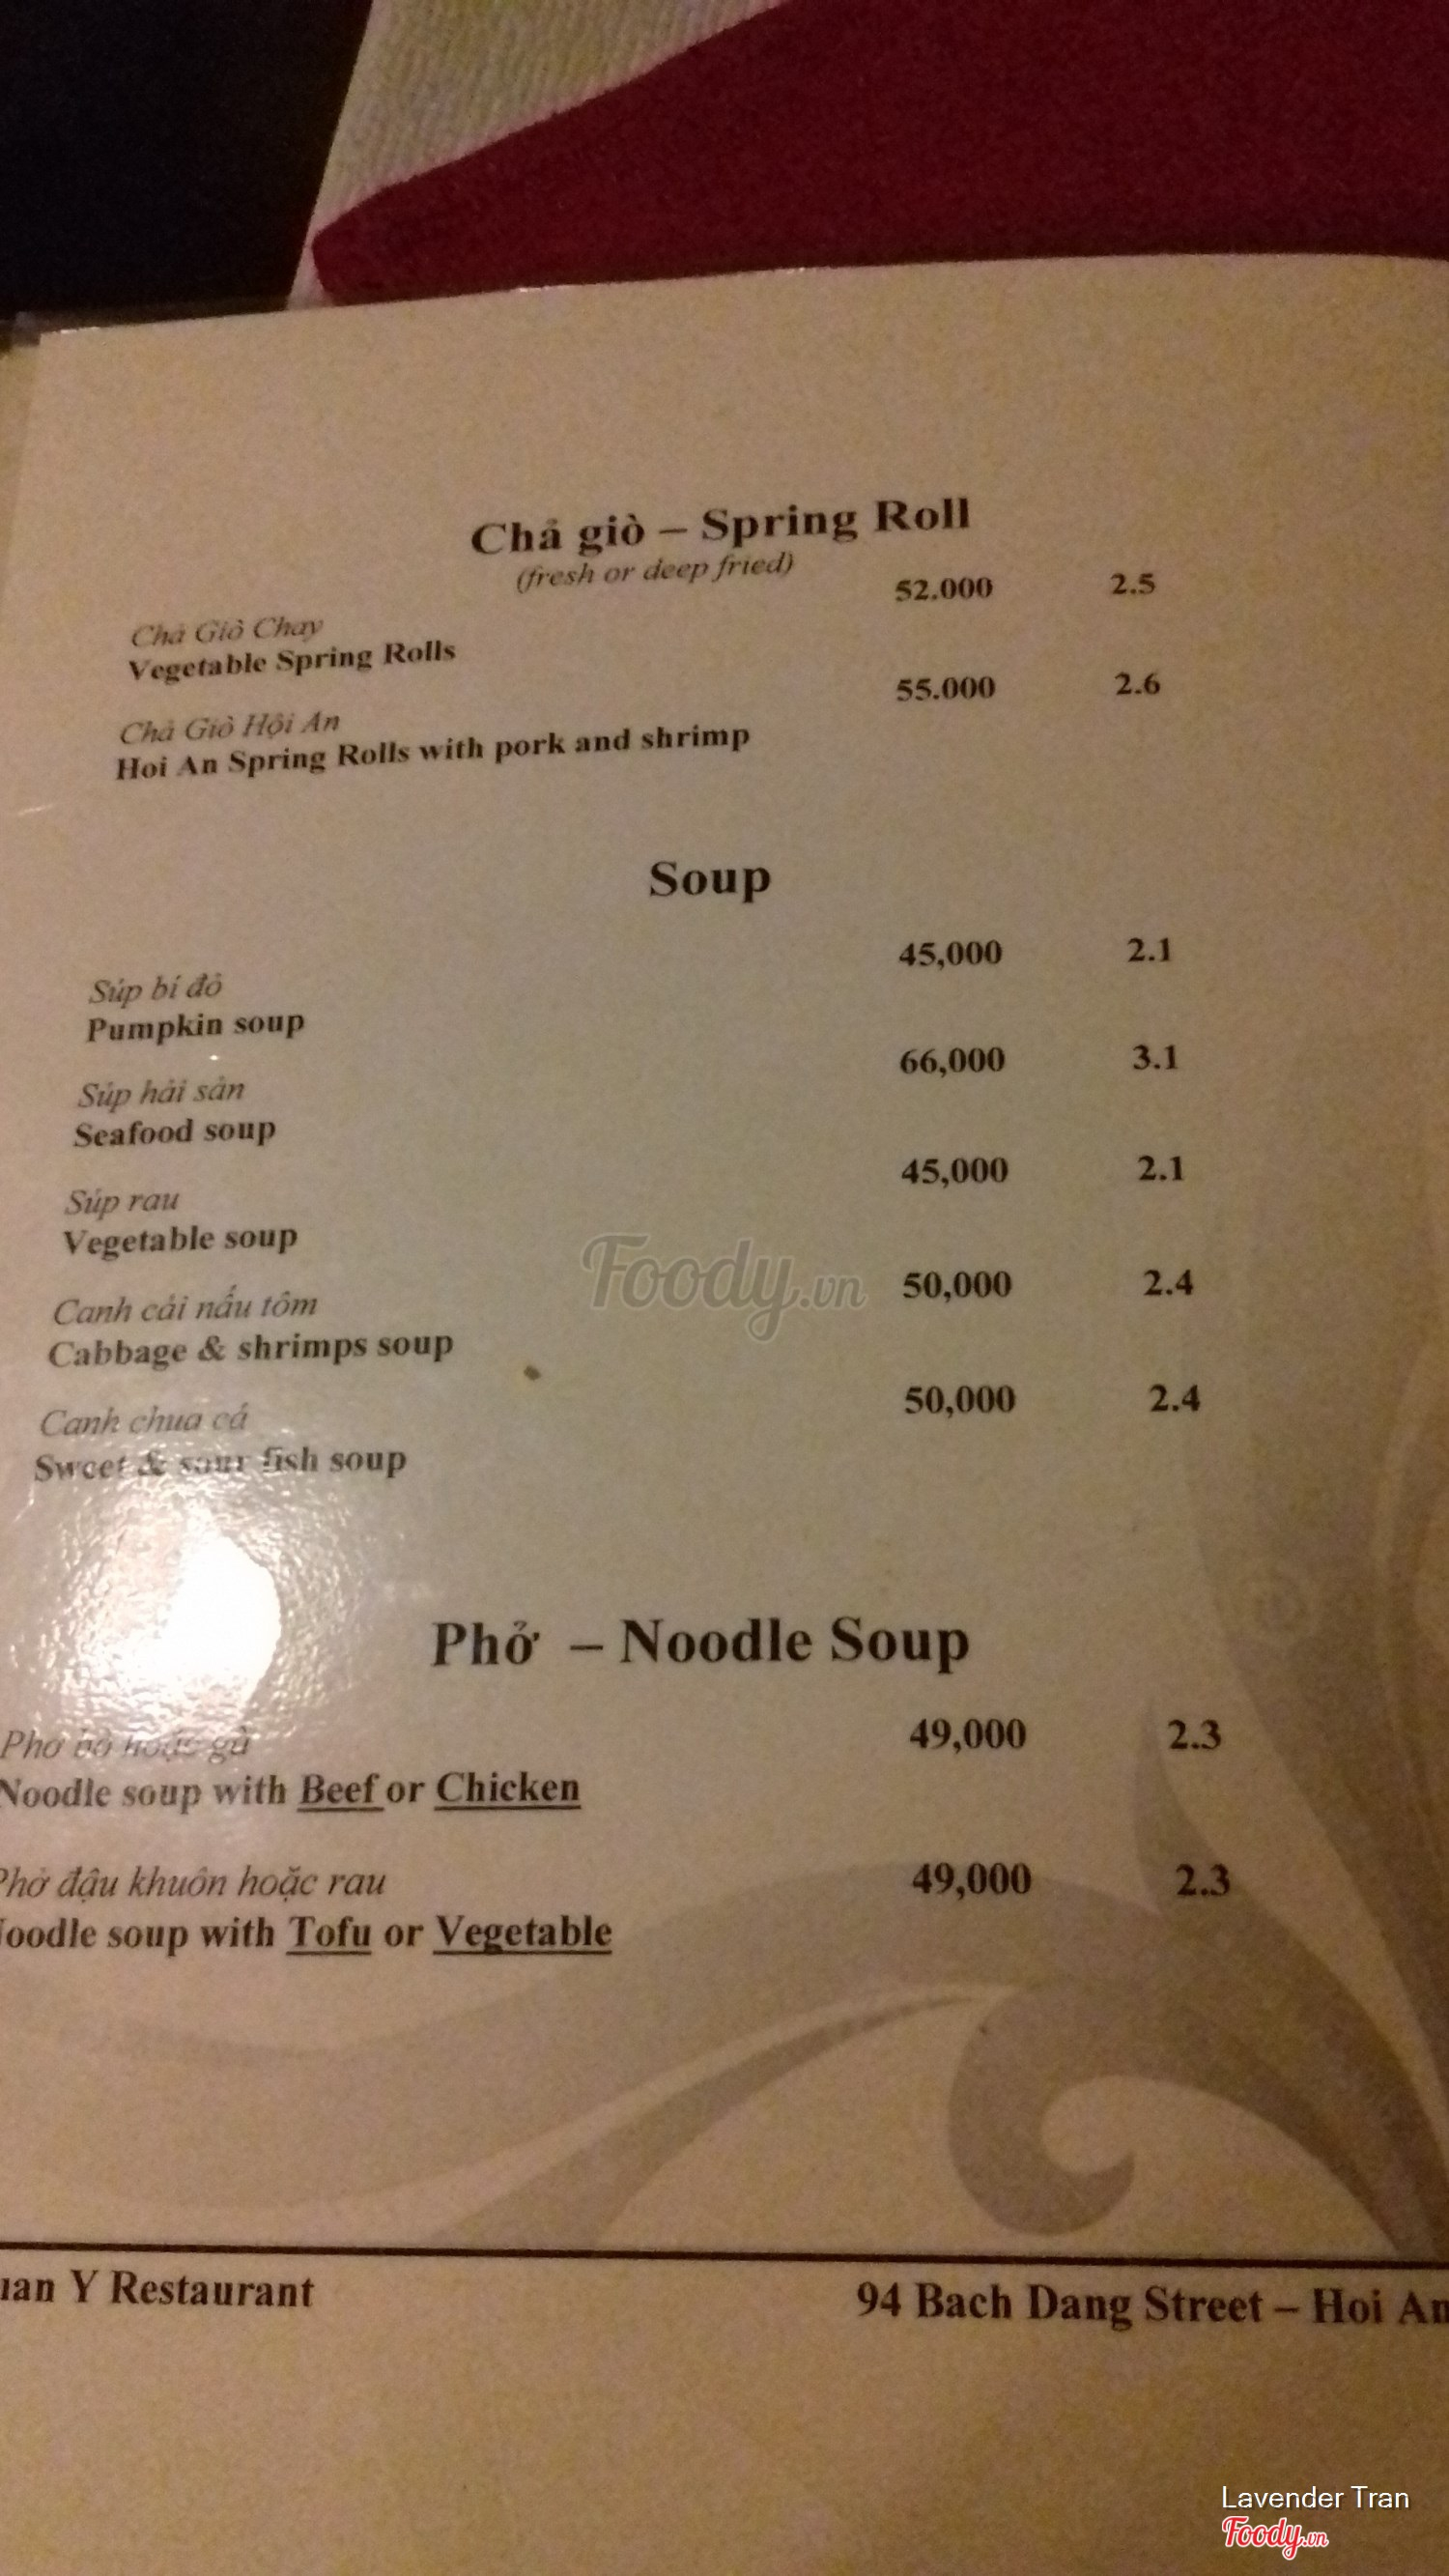 Chả giò – Spring Roll
(fresh or deep fried)
52.000 2.5
Chả Giò Chay
Vegetable Spring Rolls
55.000 2.6
Chả Giò Hội An
Hoi An Spring Rolls with pork and shrimp
Soup
45,000 2.1
Súp bí đỏ
Pumpkin soup
66,000 3.1
Súp hải sản
Seafood soup
45,000 2.1
Súp rau
Vegetable soup
Foody.vn
50,000 2.4
Canh cải nấu tôm
Cabbage & shrimps soup
50,000 2.4
Canh chua cá
Sweet & sour fish soup
Phở – Noodle Soup
49,000 2.3
Phở bò hoặc gà
Noodle soup with Beef or Chicken
49,000 2.3
Phở đậu khuôn hoặc rau
Noodle soup with Tofu or Vegetable
Y Restaurant 94 Bach Dang Street – Hoi An
Lavender Tran
Foody.vn